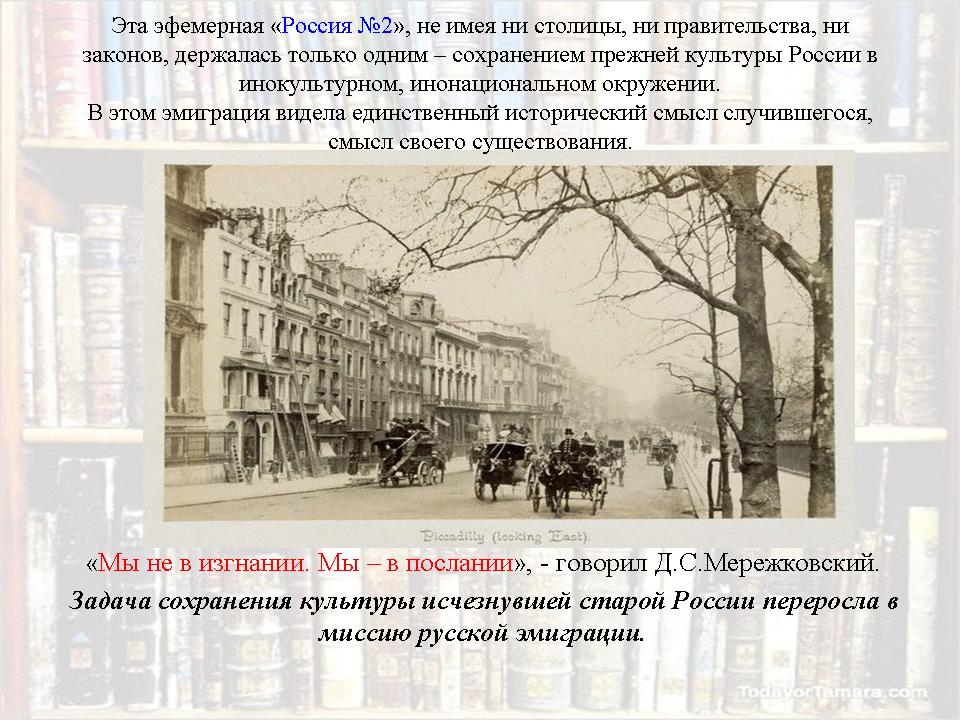 Эта эфемерная «Россия №2», не имея ни столицы, ни правительства, ни
законов, держалась только одним – сохранением прежней культуры России в
инокультурном, инонациональном окружении.
В этом эмиграция видела единственный исторический смысл случившегося,
смысл своего существования.
Piccadilly (looking East).
«Мы не в изгнании. Мы – в послании», - говорил Д.С.Мережковский.
Задача сохранения культуры исчезнувшей старой России переросла в
миссию русской эмиграции.
TodayorTamara.com